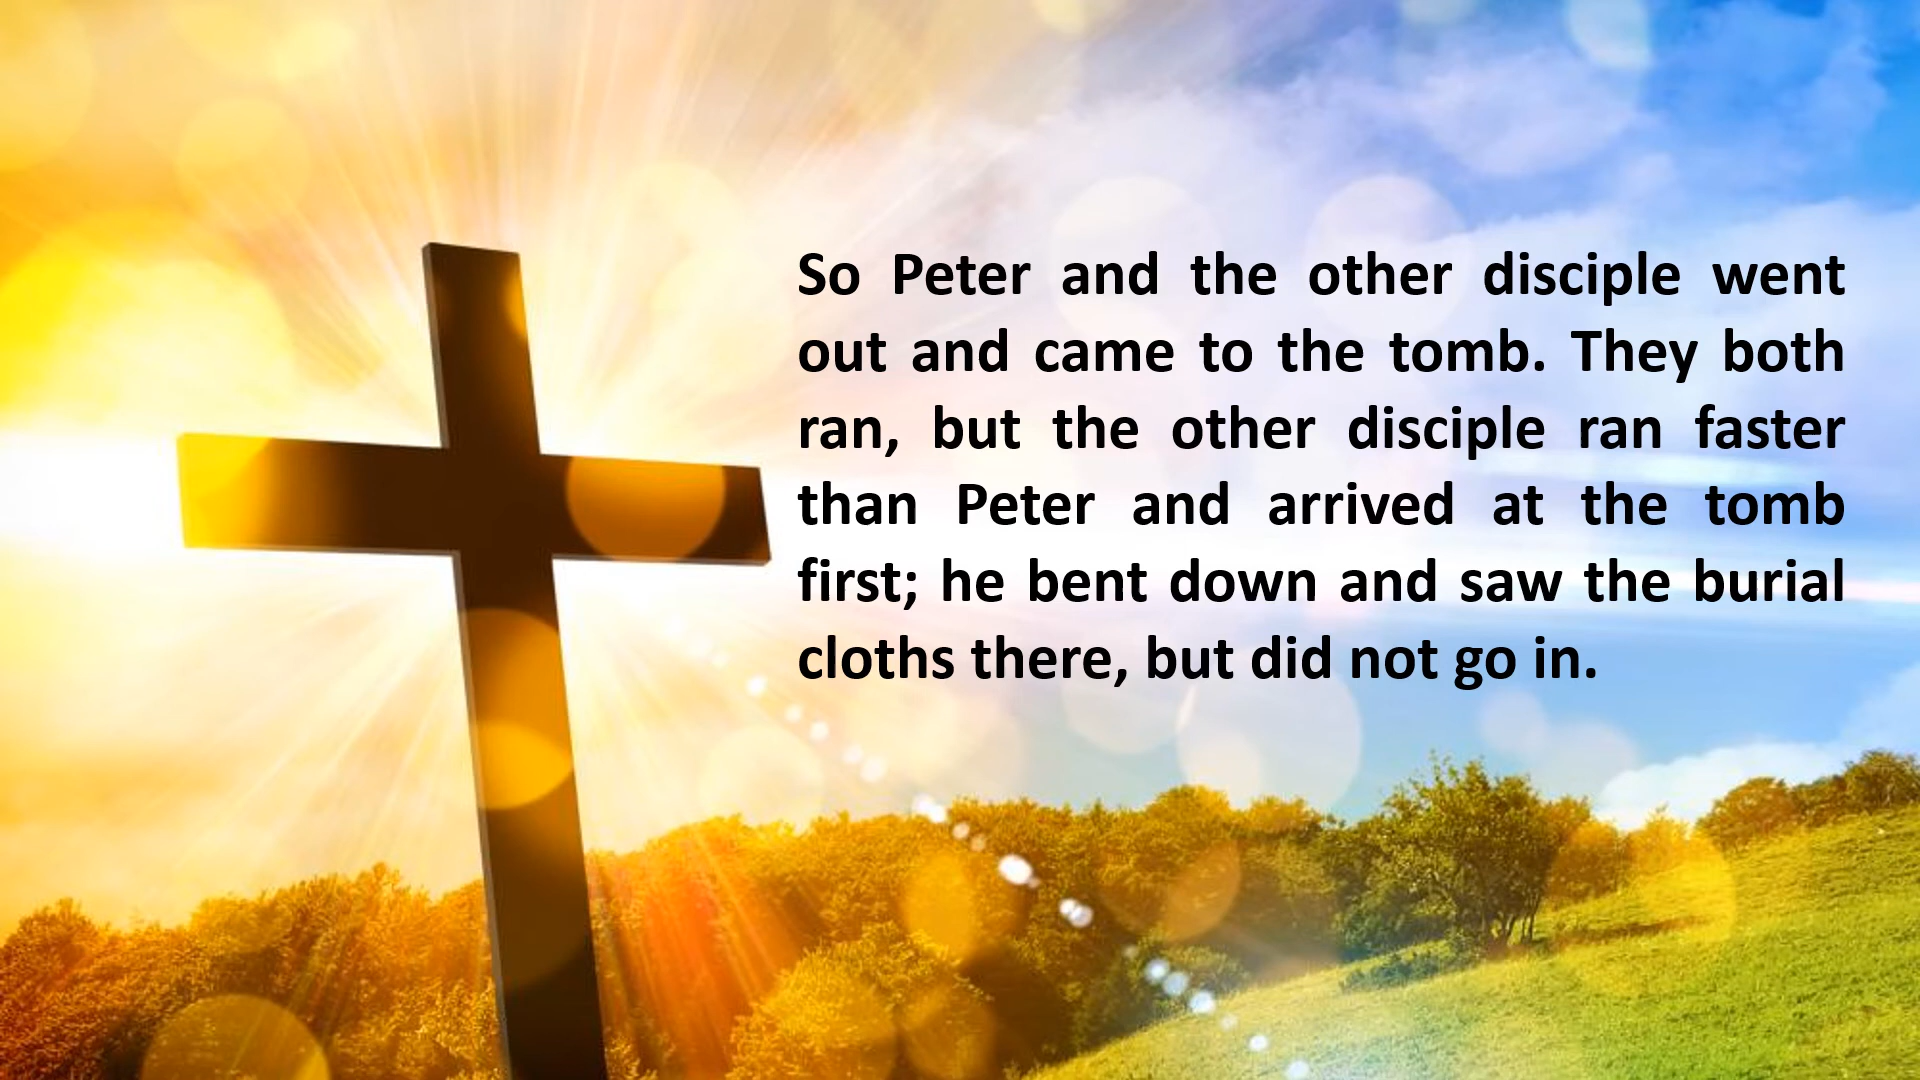 So Peter and the other disciple went
out and came to the tomb. They both
ran, but the other disciple ran faster
than Peter and arrived at the tomb
first; he bent down and saw the burial
cloths there, but did not go in.